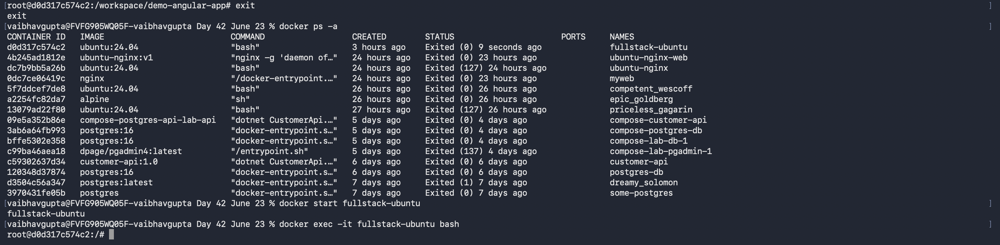 [root@d0d317c574c2:/workspace/demo-angular-app# exit ]
exit
[vaibhavgupta@FVFG905WQ05F-vaibhavgupta Day 42 June 23 % docker ps -a ]
CONTAINER ID   IMAGE                          COMMAND                  CREATED        STATUS                      PORTS     NAMES
d0d317c574c2   ubuntu:24.04                   "bash"                   3 hours ago    Exited (0) 9 seconds ago              fullstack-ubuntu
4b245ad1812e   ubuntu-nginx:v1                "nginx -g 'daemon of…"   24 hours ago   Exited (0) 23 hours ago               ubuntu-nginx-web
dc7b9bb5a26b   ubuntu:24.04                   "bash"                   24 hours ago   Exited (127) 24 hours ago             ubuntu-nginx
0dc7ce06419c   nginx                          "/docker-entrypoint.…"   24 hours ago   Exited (0) 23 hours ago               myweb
5f7ddcef7de8   ubuntu:24.04                   "bash"                   26 hours ago   Exited (0) 26 hours ago               competent_wescoff
a2254fc82da7   alpine                         "sh"                     26 hours ago   Exited (0) 26 hours ago               epic_goldberg
13079ad22f80   ubuntu:24.04                   "bash"                   27 hours ago   Exited (127) 26 hours ago             priceless_gagarin
09e5a352b86e   compose-postgres-api-lab-api   "dotnet CustomerApi.…"   5 days ago     Exited (0) 4 days ago                 compose-customer-api
3ab6a64fb993   postgres:16                    "docker-entrypoint.s…"   5 days ago     Exited (0) 4 days ago                 compose-postgres-db
bffe5302e358   postgres:16                    "docker-entrypoint.s…"   5 days ago     Exited (0) 4 days ago                 compose-lab-db-1
c99ba46aea18   dpage/pgadmin4:latest          "/entrypoint.sh"         5 days ago     Exited (137) 4 days ago               compose-lab-pgadmin-1
c59302637d34   customer-api:1.0               "dotnet CustomerApi.…"   6 days ago     Exited (0) 6 days ago                 customer-api
120348d37874   postgres:16                    "docker-entrypoint.s…"   6 days ago     Exited (0) 6 days ago                 postgres-db
d3504c56a347   postgres:latest                "docker-entrypoint.s…"   7 days ago     Exited (1) 7 days ago                 dreamy_solomon
3970431fe05b   postgres                       "docker-entrypoint.s…"   7 days ago     Exited (0) 7 days ago                 some-postgres
[vaibhavgupta@FVFG905WQ05F-vaibhavgupta Day 42 June 23 % docker start fullstack-ubuntu ]
fullstack-ubuntu
[vaibhavgupta@FVFG905WQ05F-vaibhavgupta Day 42 June 23 % docker exec -it fullstack-ubuntu bash ]
root@d0d317c574c2:/#